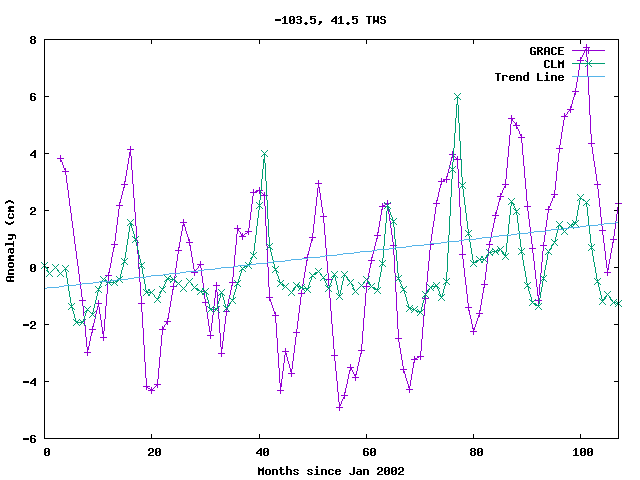 -103.5, 41.5 TWS
GRACE
CLM
Trend Line
8
6
4
2
0
-2
-4
-6
Anomaly (cm)
0 20 40 60 80 100
Months since Jan 2002